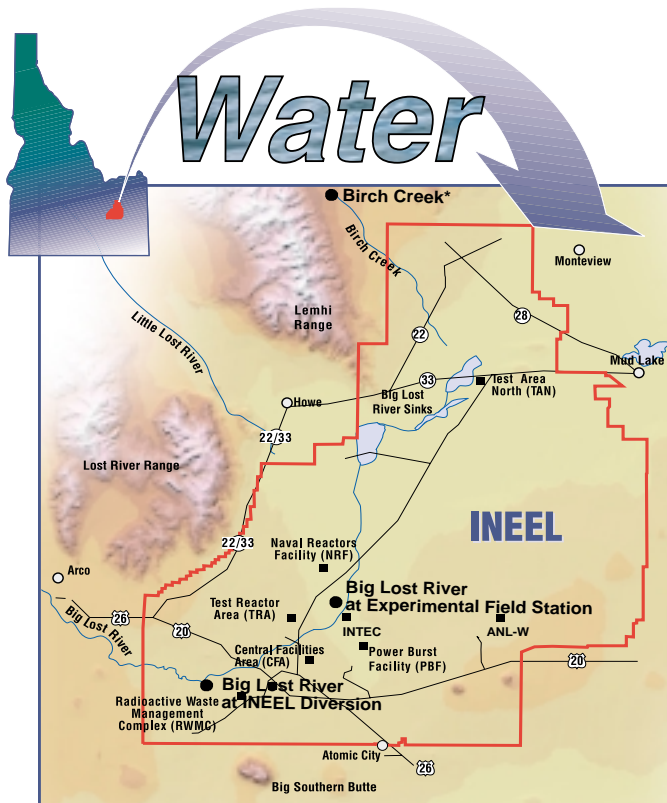 Water
Birch Creek*
Birch Creek
Monteview
Lemhi
Range
28
22
Little Lost River
Mud Lake
33
Test Area
North (TAN)
Big Lost
River Sinks
Howe
22/33
Lost River Range
INEEL
22/33
Naval Reactors
Facility (NRF)
Arco
Big Lost River
at Experimental Field Station
Big Lost River
26
Test Reactor
Area (TRA)
INTEC
ANL-W
20
Central Facilities
Area (CFA)
Power Burst
Facility (PBF)
20
Big Lost River
at INEEL Diversion
Radioactive Waste
Management
Complex (RWMC)
Atomic City
26
Big Southern Butte